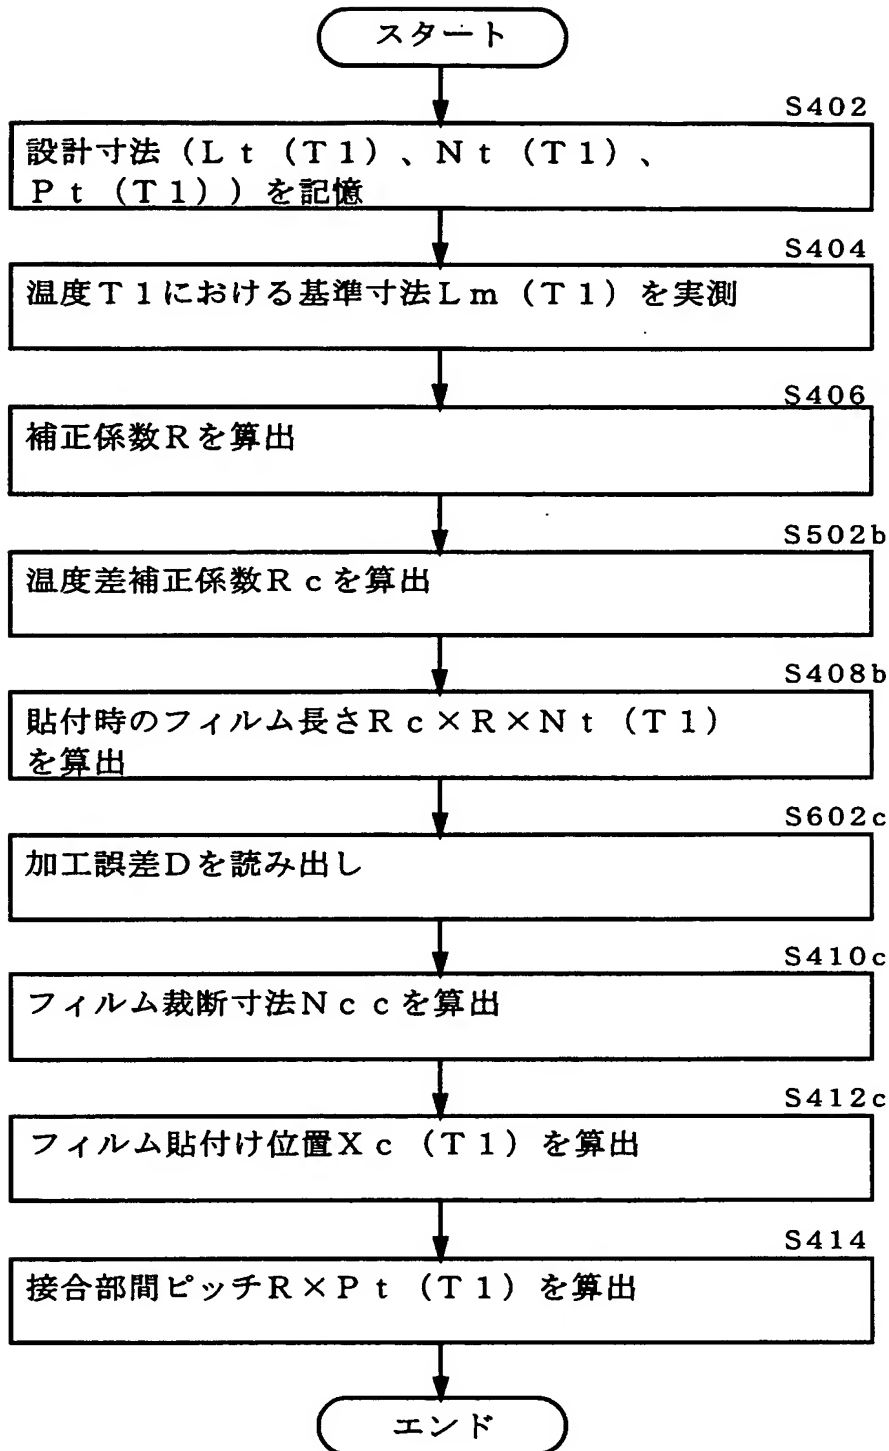 スタート
S402
設計寸法（Lt（T1）、Nt（T1）、
Pt（T1））を記憶
S404
温度T1における基準寸法Lm（T1）を実測
S406
補正係数Rを算出
S502b
温度差補正係数Rcを算出
S408b
貼付時のフィルム長さRc×R×Nt（T1）
を算出
S602c
加工誤差Dを読み出し
S410c
フィルム裁断寸法Nccを算出
S412c
フィルム貼付け位置Xc（T1）を算出
S414
接合部間ピッチR×Pt（T1）を算出
エンド